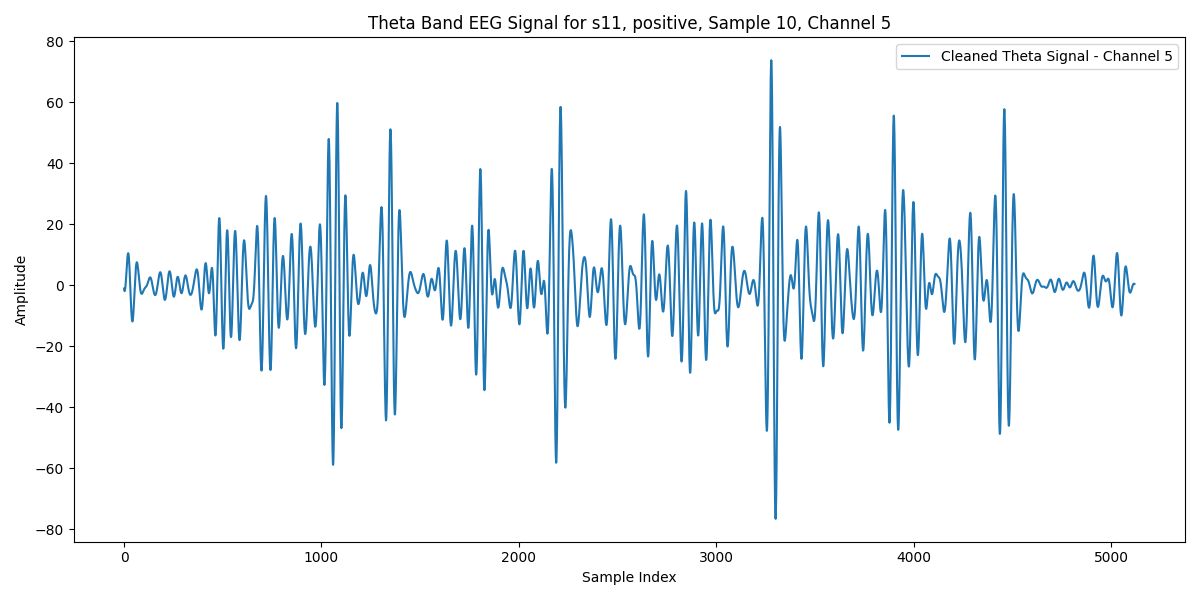 Theta Band EEG Signal for s11, positive, Sample 10, Channel 5
Cleaned Theta Signal - Channel 5
Amplitude
80
60
40
20
0
−20
−40
−60
−80
0 1000 2000 3000 4000 5000
Sample Index